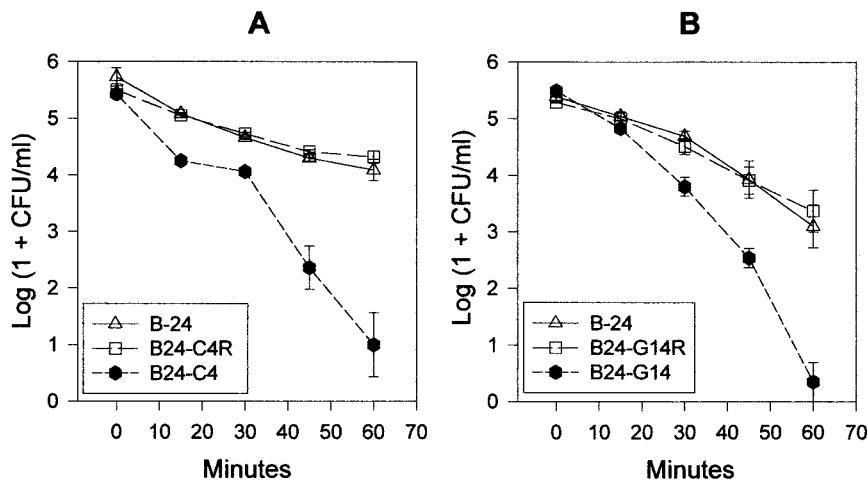 A
B
Log (1 + CFU/ml)
6
5
4
3
2
1
0
B-24
B24-C4R
B24-C4
0 10 20 30 40 50 60 70
Minutes
Log (1 + CFU/ml)
6
5
4
3
2
1
0
B-24
B24-G14R
B24-G14
0 10 20 30 40 50 60 70
Minutes